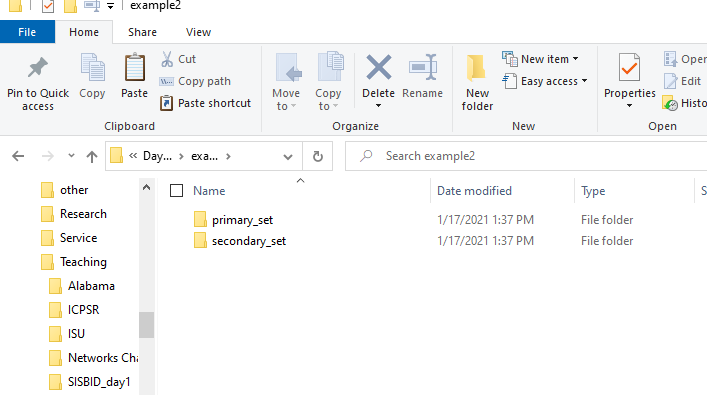 example2
File Home Share View
Pin to Quick access
Copy
Paste
Cut
Copy path
Paste shortcut
Clipboard
Move to
Copy to
Delete
Rename
Organize
New folder
New item
Easy access
New
Properties
Open
Edit
Histo
Open
« Day... exa...
Search example2
other
Research
Service
Teaching
Alabama
ICPSR
ISU
Networks Cha
SISBID_day1
Name Date modified Type S
primary_set 1/17/2021 1:37 PM File folder
secondary_set 1/17/2021 1:37 PM File folder